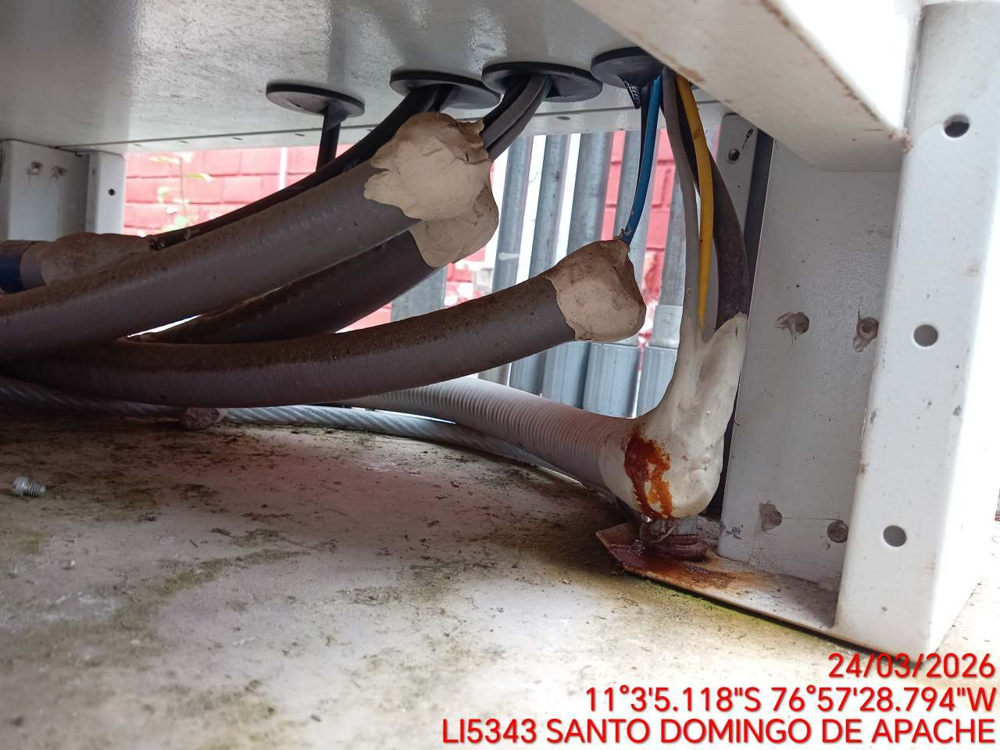 24/03/2026
11°3'5.118"S 76°57'28.794"W
LI5343 SANTO DOMINGO DE APACHE